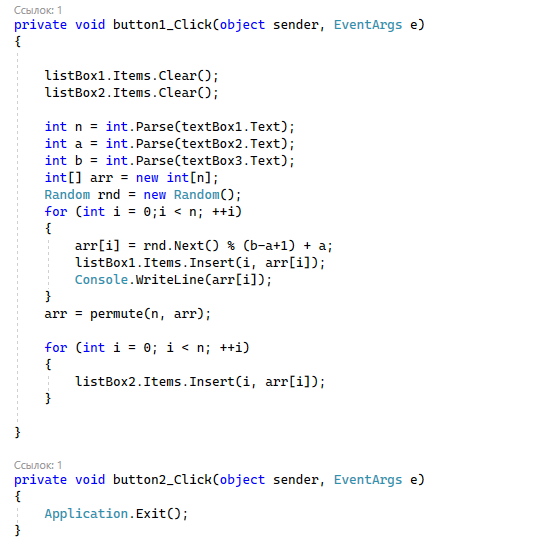 Ссылок: 1
private void button1_Click(object sender, EventArgs e)
{
listBox1.Items.Clear();
listBox2.Items.Clear();
int n = int.Parse(textBox1.Text);
int a = int.Parse(textBox2.Text);
int b = int.Parse(textBox3.Text);
int[] arr = new int[n];
Random rnd = new Random();
for (int i = 0;i < n; ++i)
{
arr[i] = rnd.Next() % (b-a+1) + a;
listBox1.Items.Insert(i, arr[i]);
Console.WriteLine(arr[i]);
}
arr = permute(n, arr);
for (int i = 0; i < n; ++i)
{
listBox2.Items.Insert(i, arr[i]);
}
}
Ссылок: 1
private void button2_Click(object sender, EventArgs e)
{
Application.Exit();
}